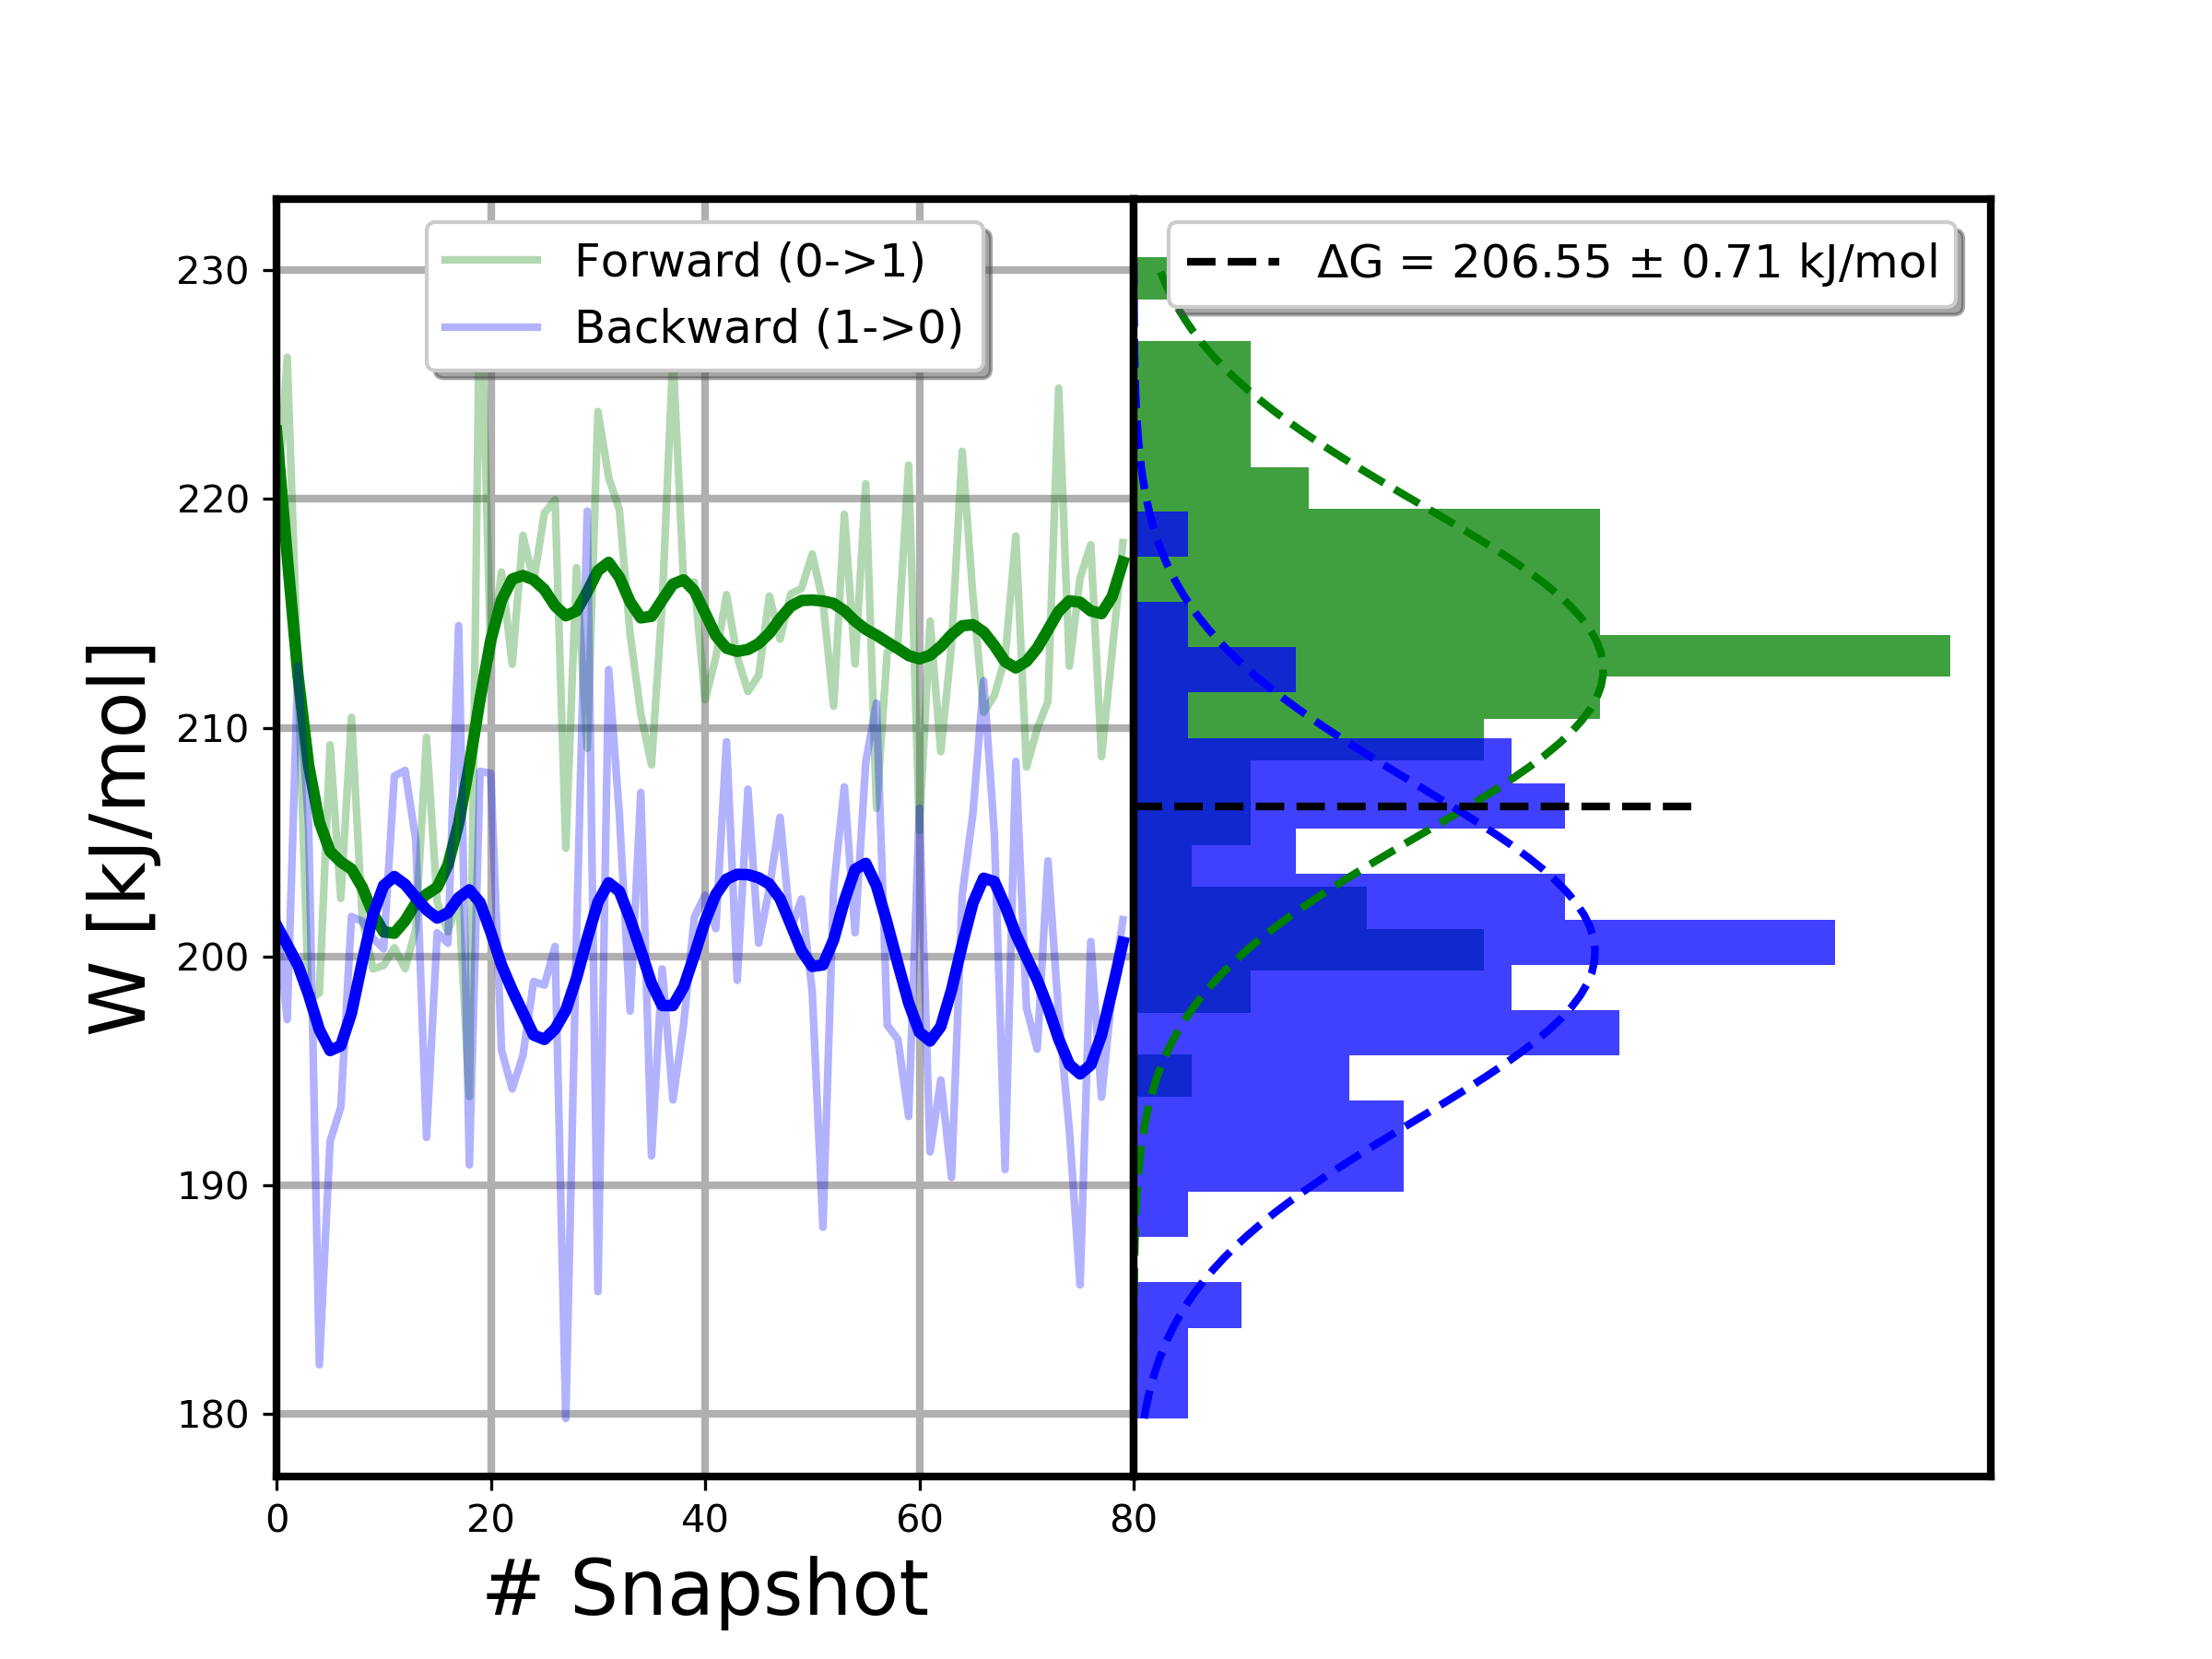 Forward (0->1)
Backward (1->0)
ΔG = 206.55 ± 0.71 kJ/mol
W [kJ/mol]
230
220
210
200
190
180
0 20 40 60 80
# Snapshot